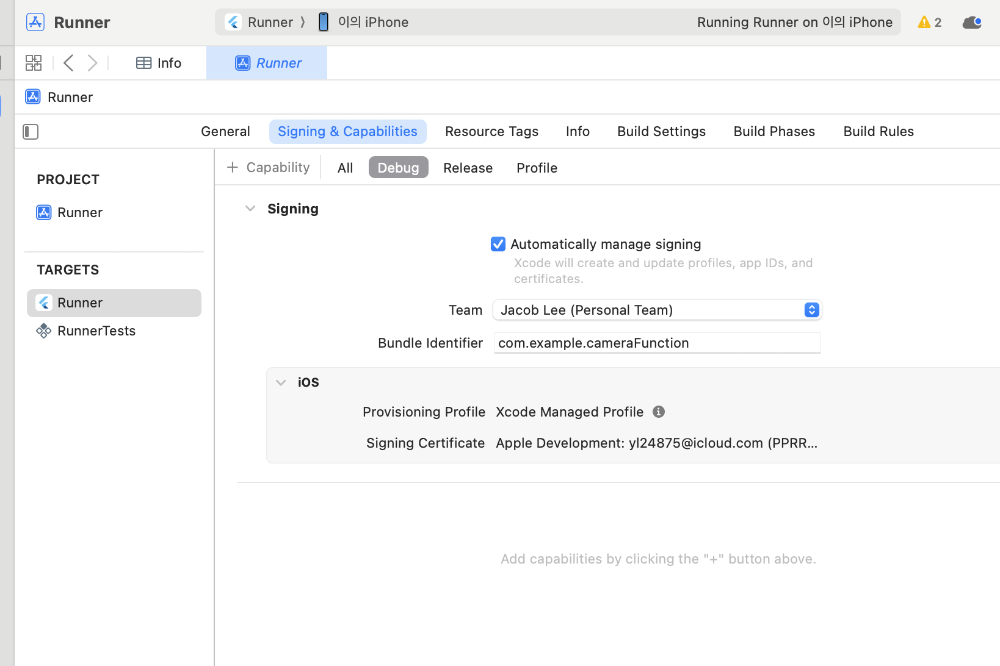 Runner
Runner 〉 이의 iPhone
Running Runner on 이의 iPhone
2
Info
Runner
Runner
General
Signing & Capabilities
Resource Tags
Info
Build Settings
Build Phases
Build Rules
PROJECT
Runner
TARGETS
Runner
RunnerTests
+ Capability
All
Debug
Release
Profile
Signing
Automatically manage signing
Xcode will create and update profiles, app IDs, and
certificates.
Team
Jacob Lee (Personal Team)
Bundle Identifier
com.example.cameraFunction
iOS
Provisioning Profile
Xcode Managed Profile
Signing Certificate
Apple Development: yl24875@icloud.com (PPRR...
Add capabilities by clicking the "+" button above.